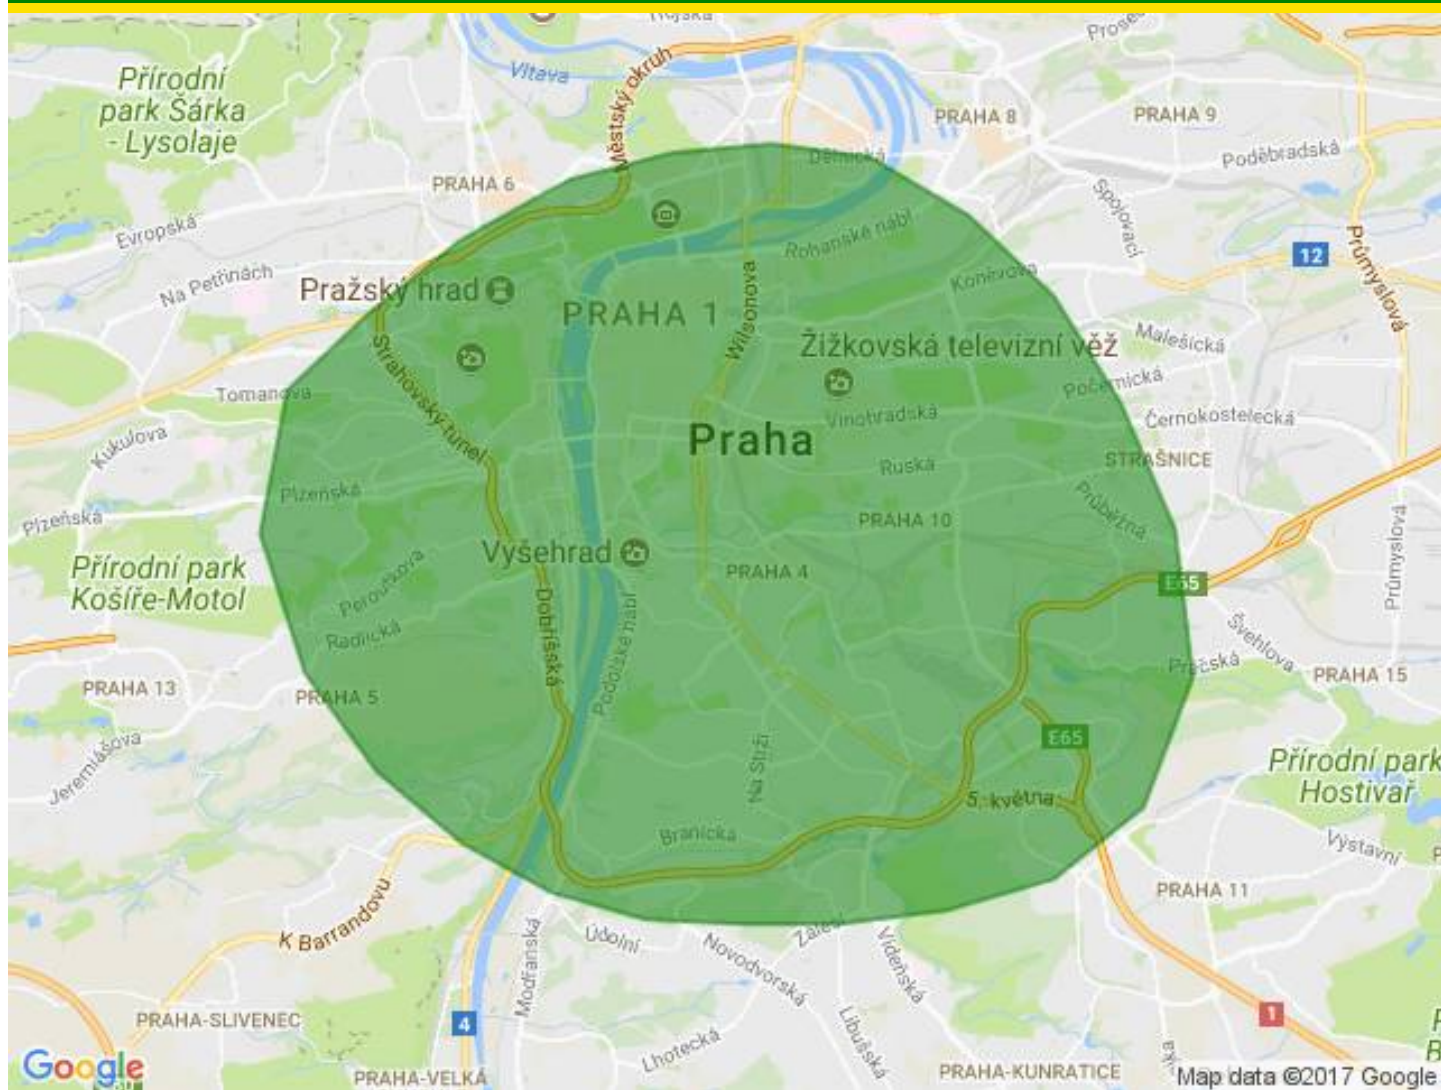 Vltava
Městský okruh
Přírodní
park Šárka
- Lysolaje
PRAHA 8
PRAHA 9
Poděbradská
Dělnická
PRAHA 6
Spojovací
Evropská
Rohanské nábř
12
Průmyslová
Na Petřinách
Koněvova
Pražský hrad
PRAHA 1
Wilsonova
Malešická
Žižkovská televizní věž
Strahovský tunel
Počernická
Tomanova
Vinohradská
Černokostelecká
Kukulova
Praha
STRAŠNICE
Ruská
Plzeňská
Plzeňská
Průběžná
PRAHA 10
Průmyslová
Vyšehrad
Přírodní park
Košíře-Motol
Peroutkova
PRAHA 4
E65
Dobříšská
Podolské nábř
Radlická
Švehlova
Práčská
PRAHA 13
PRAHA 5
PRAHA 15
E65
Jeremiášova
Na Strži
Přírodní park
Hostivař
5. května
Branická
Výstavní
PRAHA 11
K Barrandovu
Modřanská
Údolní
Novodvorská
Zálesí
Vídeňská
PRAHA-SLIVENEC
4
1
Libušská
Lhotecká
Google
PRAHA-VELKÁ
PRAHA-KUNRATICE
Map data ©2017 Google